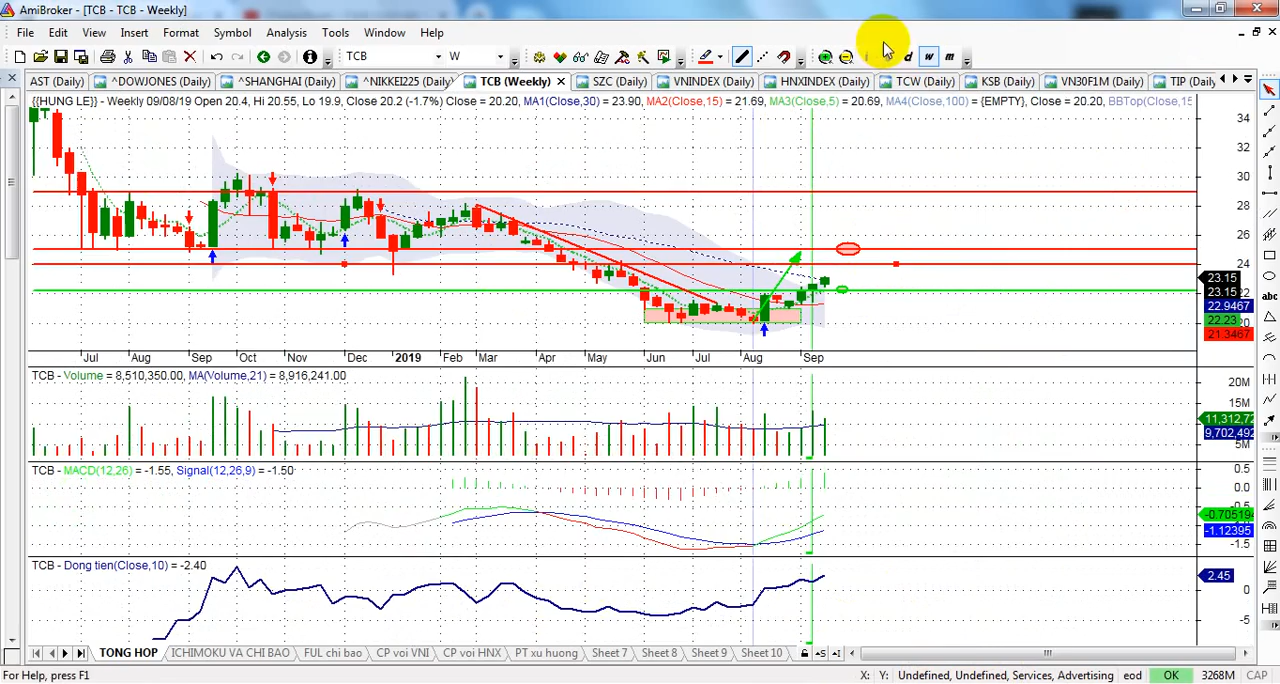 AmiBroker - [TCB - TCB - Weekly]
File Edit View Insert Format Symbol Analysis Tools Window Help
TCB W d w m
AST (Daily) ^DOWJONES (Daily) ^SHANGHAI (Daily) ^NIKKEI225 (Daily) TCB (Weekly) SZC (Daily) VNINDEX (Daily) HNXINDEX (Daily) TCW (Daily) KSB (Daily) VN30F1M (Daily) TIP (Daily)
{{HUNG LE}} - Weekly 09/08/19 Open 20.4, Hi 20.55, Lo 19.9, Close 20.2 (-1.7%) Close = 20.20, MA1(Close,30) = 23.90, MA2(Close,15) = 21.69, MA3(Close,5) = 20.69, MA4(Close,100) = {EMPTY}, Close = 20.20, BBTop(Close,15
34
32
30
28
26
24
23.15
23.15
22.9467
22.23
21.3467
abc
Jul Aug Sep Oct Nov Dec 2019 Feb Mar Apr May Jun Jul Aug Sep
TCB - Volume = 8,510,350.00, MA(Volume,21) = 8,916,241.00
20M
11,312,72
9,702,492
5M
TCB - MACD(12,26) = -1.55, Signal(12,26,9) = -1.50
0.5
0.0
-0.705194
-1.12395
-1.5
TCB - Dong tien(Close,10) = -2.40
2.45
0
-5
TONG HOP ICHIMOKU VA CHI BAO FUL chi bao CP voi VNI CP voi HNX PT xu huong Sheet 7 Sheet 8 Sheet 9 Sheet 10
For Help, press F1 X: Y: Undefined, Undefined, Services, Advertising eod OK 3268M CAP